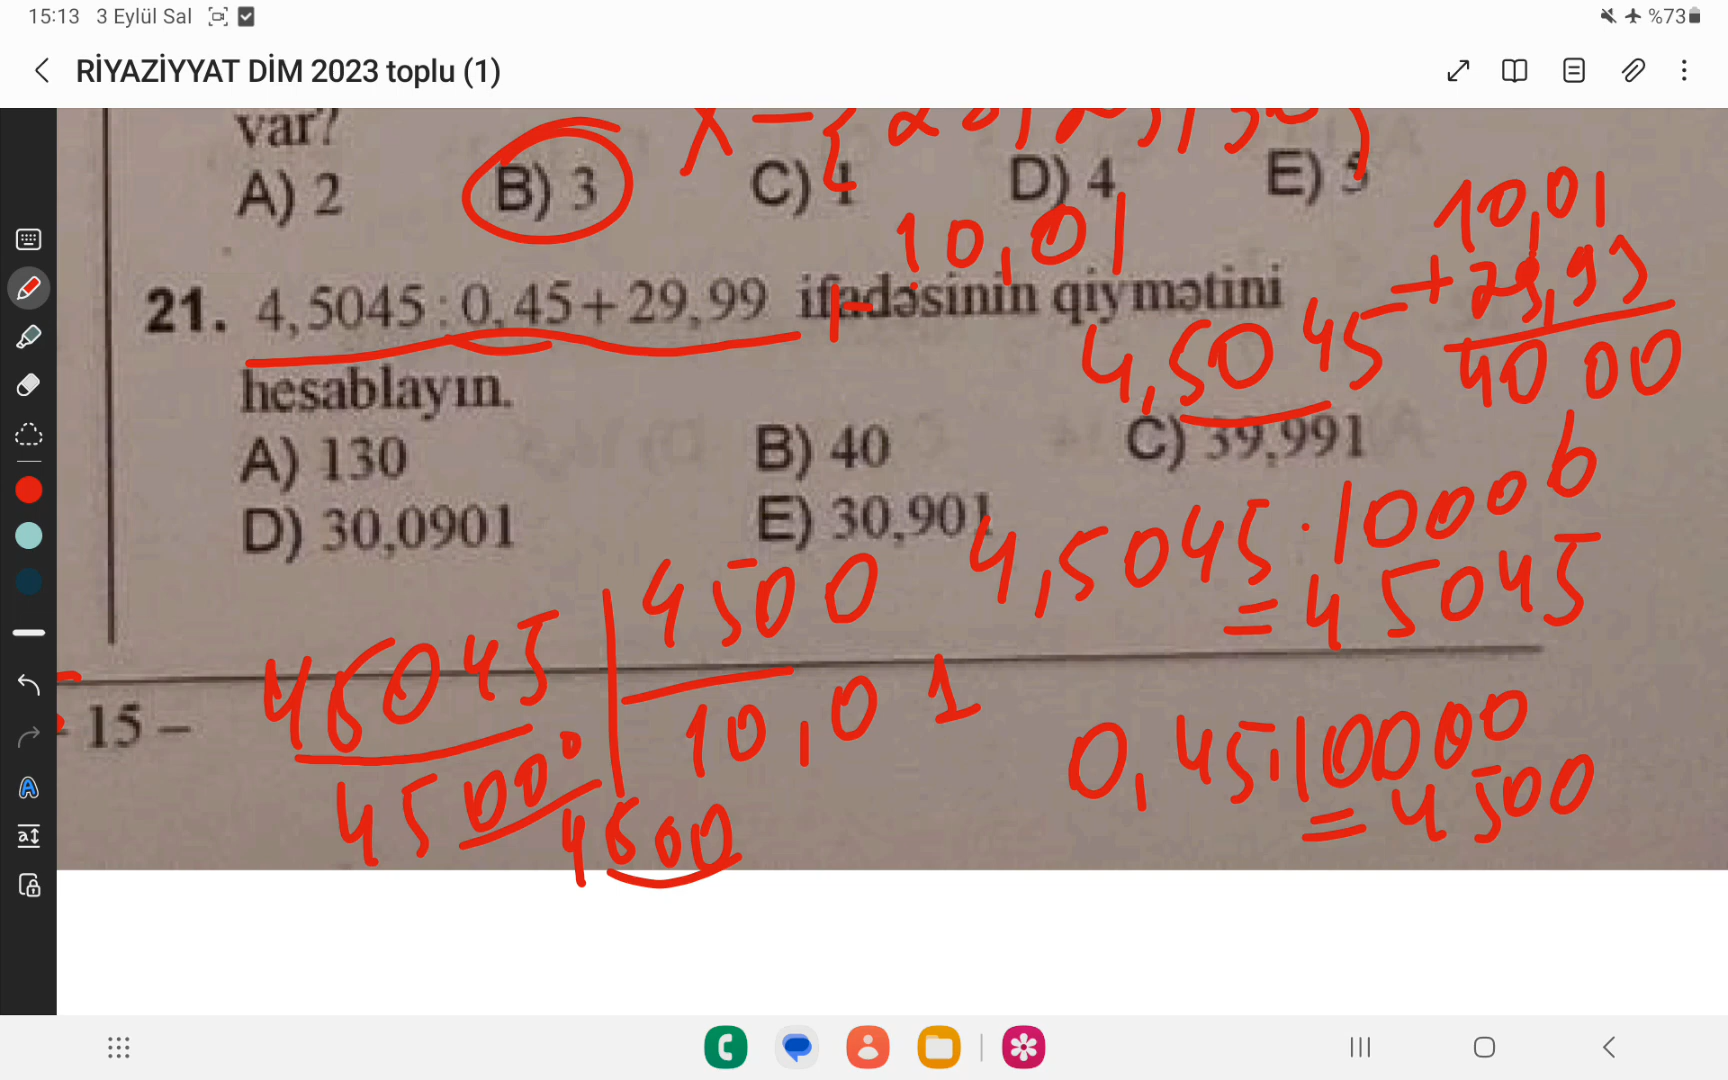 15:13 3 Eylül Sal
%73
RİYAZİYYAT DİM 2023 toplu (1)
var?
A) 2 B) 3 C) 1 D) 4 E) 5
10,01
10,01
+29,99
4000
21. 4,5045:0,45+29,99 ifadəsinin qiymətini
4,5045
hesablayın.
A) 130 B) 40 C) 39,991
D) 30,0901 E) 30,901
4,5045·10000
=45045
45045 4500
10,01
45000
4500
0,45·10000
=4500
- 15 -